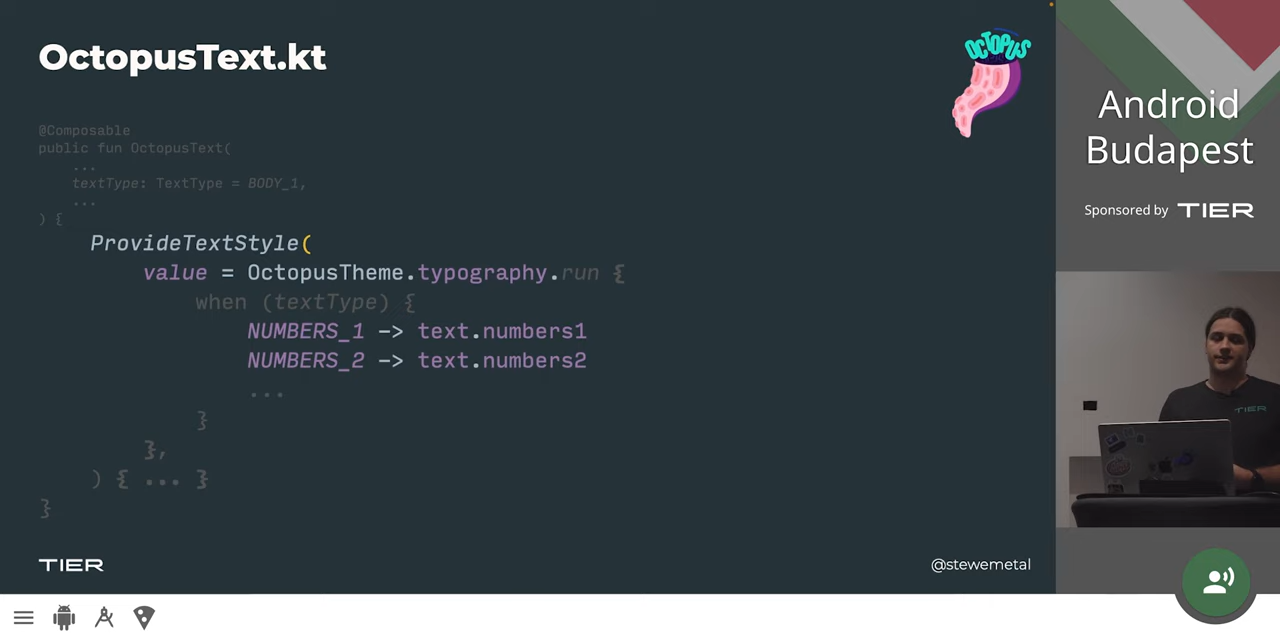 OctopusText.kt
OCTOPUS
@Composable
public fun OctopusText(
...
textType: TextType = BODY_1,
...
) {
ProvideTextStyle(
value = OctopusTheme.typography.run {
when (textType) {
NUMBERS_1 -> text.numbers1
NUMBERS_2 -> text.numbers2
...
}
},
) { ... }
}
TIER
@stewemetal
Android
Budapest
Sponsored by TIER
TIER